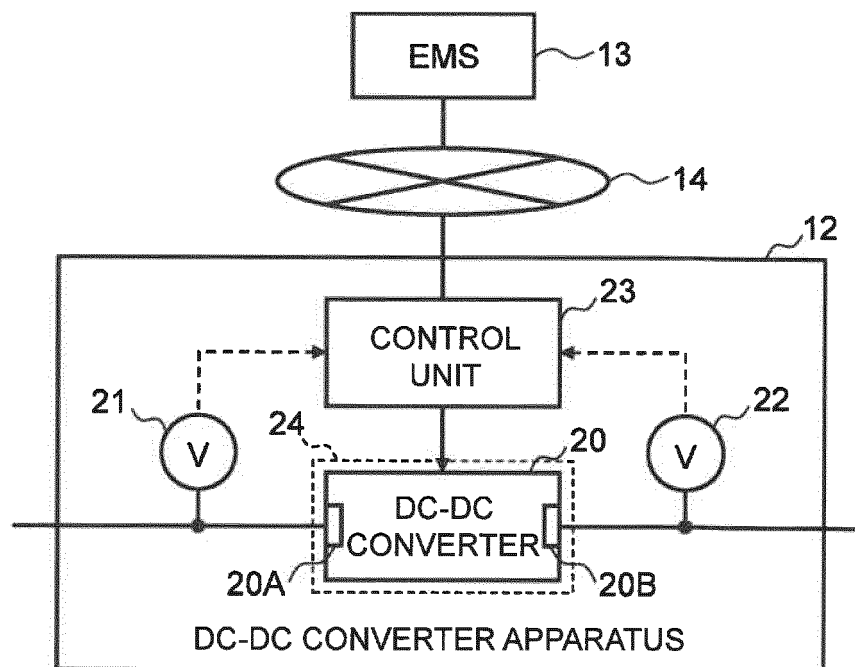 EMS
13
14
12
23
CONTROL
UNIT
21
22
V
V
24
20
DC-DC
CONVERTER
20A
20B
DC-DC CONVERTER APPARATUS